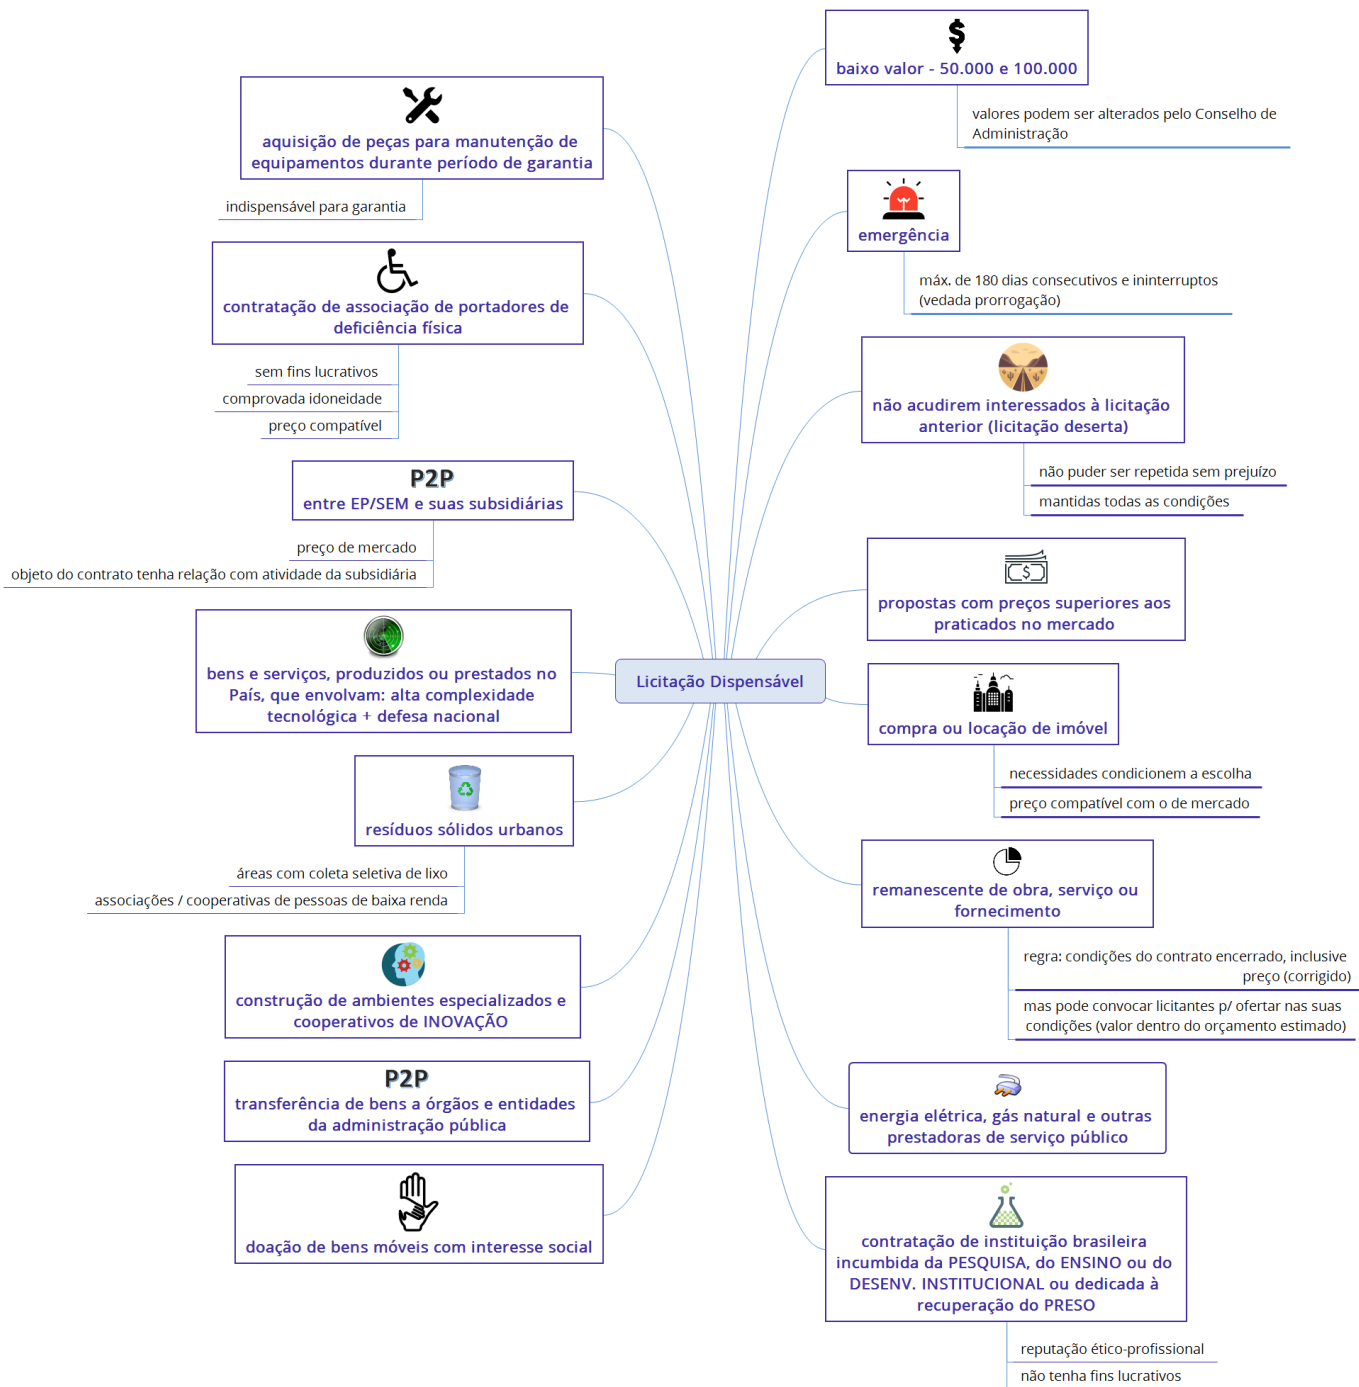 Licitação Dispensável
baixo valor - 50.000 e 100.000
valores podem ser alterados pelo Conselho de
Administração
emergência
máx. de 180 dias consecutivos e ininterruptos
(vedada prorrogação)
não acudirem interessados à licitação
anterior (licitação deserta)
não puder ser repetida sem prejuízo
mantidas todas as condições
propostas com preços superiores aos
praticados no mercado
compra ou locação de imóvel
necessidades condicionem a escolha
preço compatível com o de mercado
remanescente de obra, serviço ou
fornecimento
regra: condições do contrato encerrado, inclusive
preço (corrigido)
mas pode convocar licitantes p/ ofertar nas suas
condições (valor dentro do orçamento estimado)
energia elétrica, gás natural e outras
prestadoras de serviço público
contratação de instituição brasileira
incumbida da PESQUISA, do ENSINO ou do
DESENV. INSTITUCIONAL ou dedicada à
recuperação do PRESO
reputação ético-profissional
não tenha fins lucrativos
aquisição de peças para manutenção de
equipamentos durante período de garantia
indispensável para garantia
contratação de associação de portadores de
deficiência física
sem fins lucrativos
comprovada idoneidade
preço compatível
P2P
entre EP/SEM e suas subsidiárias
preço de mercado
objeto do contrato tenha relação com atividade da subsidiária
bens e serviços, produzidos ou prestados no
País, que envolvam: alta complexidade
tecnológica + defesa nacional
resíduos sólidos urbanos
áreas com coleta seletiva de lixo
associações / cooperativas de pessoas de baixa renda
construção de ambientes especializados e
cooperativos de INOVAÇÃO
P2P
transferência de bens a órgãos e entidades
da administração pública
doação de bens móveis com interesse social